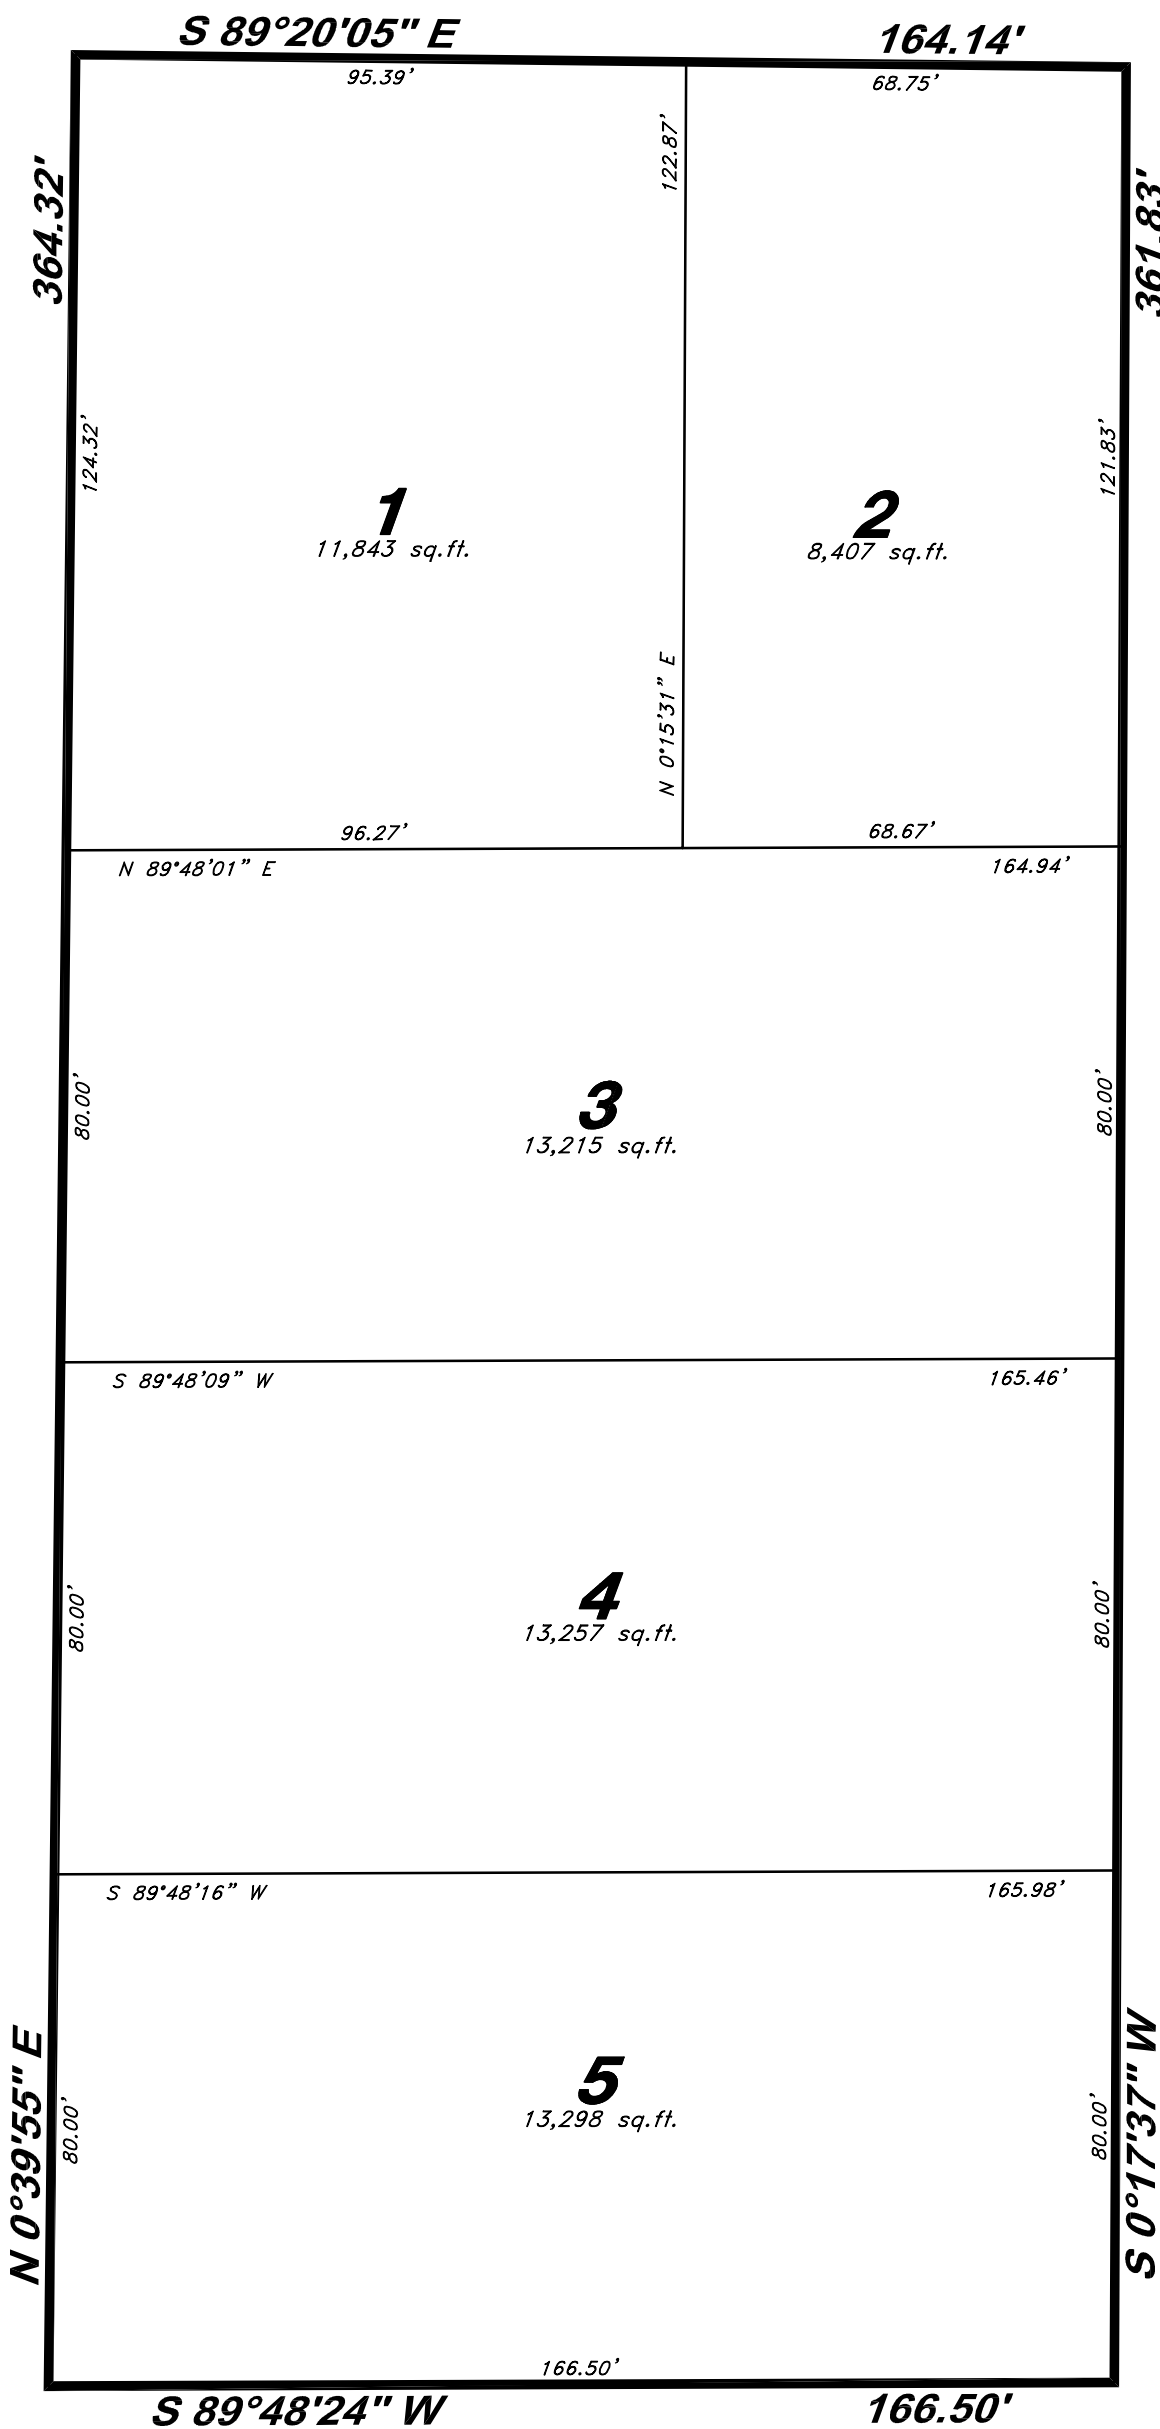 S 89°20'05" E
164.14'
95.39'
68.75'
122.87'
364.32'
361.83'
124.32'
121.83'
1
11,843 sq.ft.
2
8,407 sq.ft.
N 0°15'31" E
96.27'
68.67'
N 89°48'01" E
164.94'
80.00'
80.00'
3
13,215 sq.ft.
S 89°48'09" W
165.46'
80.00'
80.00'
4
13,257 sq.ft.
S 89°48'16" W
165.98'
N 0°39'55" E
S 0°17'37" W
80.00'
80.00'
5
13,298 sq.ft.
166.50'
S 89°48'24" W
166.50'